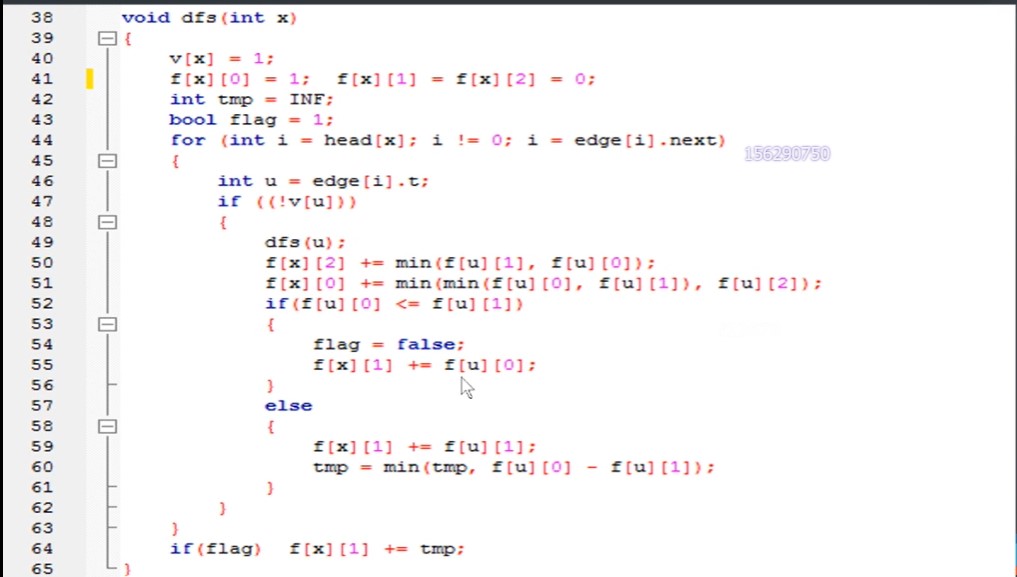 38 void dfs(int x)
39 {
40 v[x] = 1;
41 f[x][0] = 1; f[x][1] = f[x][2] = 0;
42 int tmp = INF;
43 bool flag = 1;
44 for (int i = head[x]; i != 0; i = edge[i].next)
156290750
45 {
46 int u = edge[i].t;
47 if ((!v[u]))
48 {
49 dfs(u);
50 f[x][2] += min(f[u][1], f[u][0]);
51 f[x][0] += min(min(f[u][0], f[u][1]), f[u][2]);
52 if(f[u][0] <= f[u][1])
53 {
54 flag = false;
55 f[x][1] += f[u][0];
56 }
57 else
58 {
59 f[x][1] += f[u][1];
60 tmp = min(tmp, f[u][0] - f[u][1]);
61 }
62 }
63 }
64 if(flag) f[x][1] += tmp;
65 }